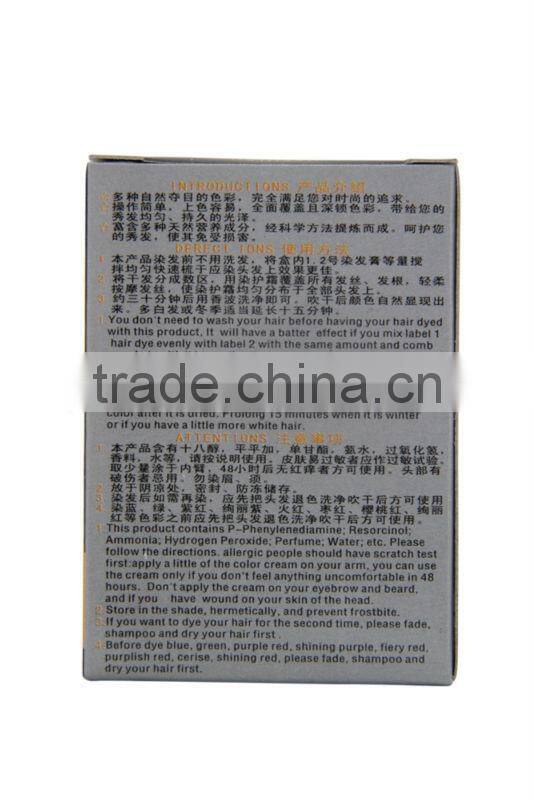 INTRODUCTIONS 产品介绍
☆多种自然夺目的色彩，完全满足您对时尚的追求。
☆操作简单，上色容易，全面覆盖且深锁色彩，带给您的
秀发均匀、持久的光泽。
☆富含多种天然营养成分，经科学方法提炼而成。呵护您
的秀发，使其免受损害。
DERECTIONS 使用方法
1 本产品染发前不用洗发，将盒内1、2号染发膏等量搅
拌均匀快速梳于应染头发上效果更佳。
2 将干发分成数区，用染护霜覆盖所有发丝、发根，轻柔
按摩发丝，使染护霜均匀分布于全部头发上。
3 约三十分钟后用香波洗净即可。吹干后颜色自然显现出
来。多白发或冬季适当延长十五分钟。
1 You don't need to wash your hair before having your hair dyed
with this product, It will have a batter effect if you mix label 1
hair dye evenly with label 2 with the same amount and comb
trade.china.cn
color after it is dried. Prolong 15 minutes when it is winter
or if you have a little more white hair.
ATTENTIONS 注意事项
1 本产品含有十八醇，平平加，单甘酯，氨水，过氧化氢，
香料，水等，请按说明使用。皮肤易过敏者应作过敏试验。
取少量涂于内臂，48小时后无红痒者方可使用。头部有
破伤者忌用。勿染眉、须。
2 放于阴凉处，密封、防冻储存。
3 染发后如需再染，应先把头发退色洗净吹干后方可使用
4 染蓝、绿、紫红、绚丽紫、火红、枣红、樱桃红、绚丽
红等色彩之前应先把头发退色洗净吹干后方可使用。
1 This product contains P-Phenylenediamine; Resorcinol;
Ammonia; Hydrogen Peroxide; Perfume; Water; etc. Please
follow the directions. allergic people should have scratch test
first:apply a little of the color cream on your arm, you can use
the cream only if you don't feel anything uncomfortable in 48
hours. Don't apply the cream on your eyebrow and beard,
and if you have wound on your skin of the head.
2. Store in the shade, hermetically, and prevent frostbite.
3. If you want to dye your hair for the second time, please fade,
shampoo and dry your hair first .
4. Before dye blue, green, purple red, shining purple, fiery red,
purplish red, cerise, shining red, please fade, shampoo and
dry your hair first.